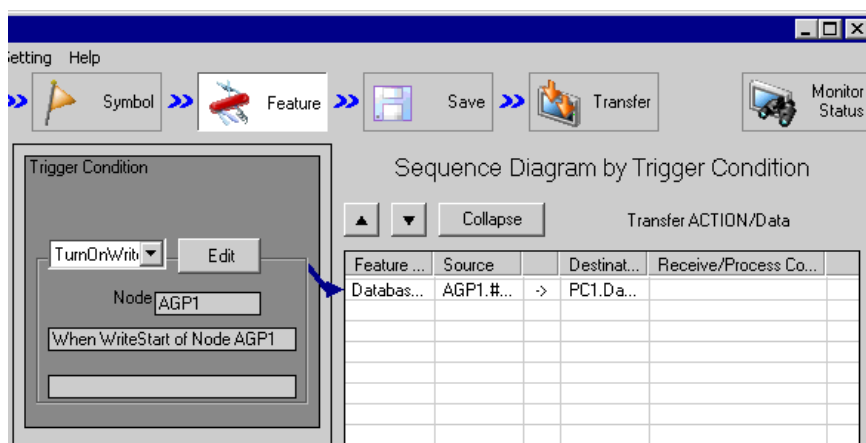 Setting Help
Symbol Feature Save Transfer Monitor Status
Trigger Condition
Sequence Diagram by Trigger Condition
Collapse Transfer ACTION/Data
TurnOnWrit Edit
Feature ... Source Destinat... Receive/Process Co...
Databas... AGP1.#... -> PC1.Da...
Node AGP1
When WriteStart of Node AGP1